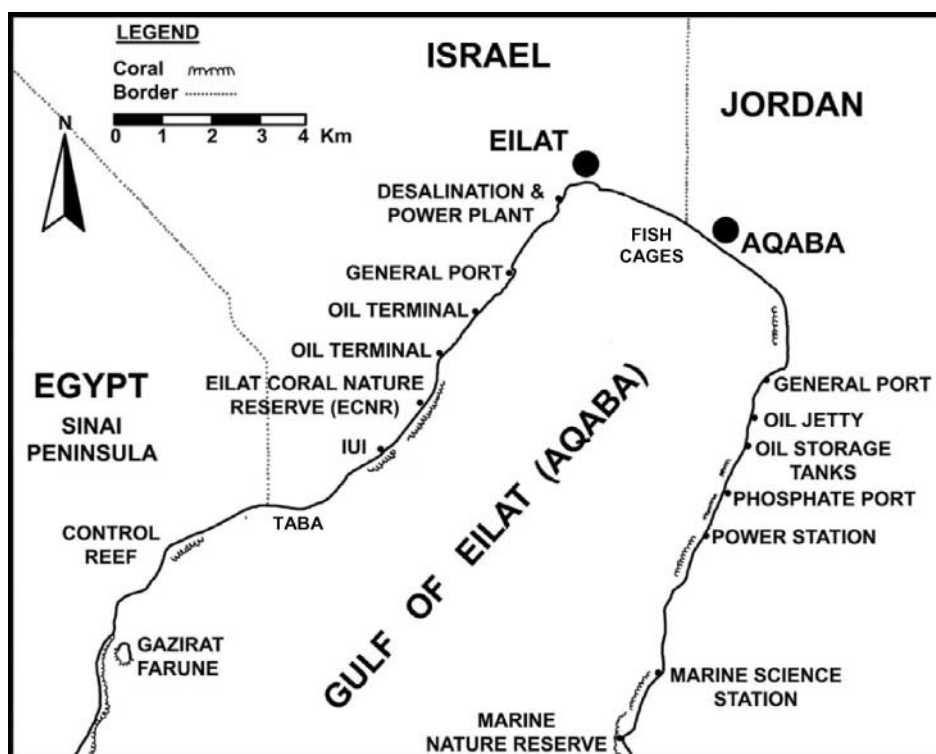 LEGEND
Coral
Border
0 1 2 3 4 Km
N
ISRAEL
JORDAN
EILAT
DESALINATION &
POWER PLANT
FISH
CAGES
AQABA
GENERAL PORT
OIL TERMINAL
OIL TERMINAL
EILAT CORAL NATURE
RESERVE (ECNR)
IUI
EGYPT
SINAI
PENINSULA
TABA
CONTROL
REEF
GAZIRAT
FARUNE
GULF OF EILAT (AQABA)
GENERAL PORT
OIL JETTY
OIL STORAGE
TANKS
PHOSPHATE PORT
POWER STATION
MARINE SCIENCE
STATION
MARINE
NATURE RESERVE